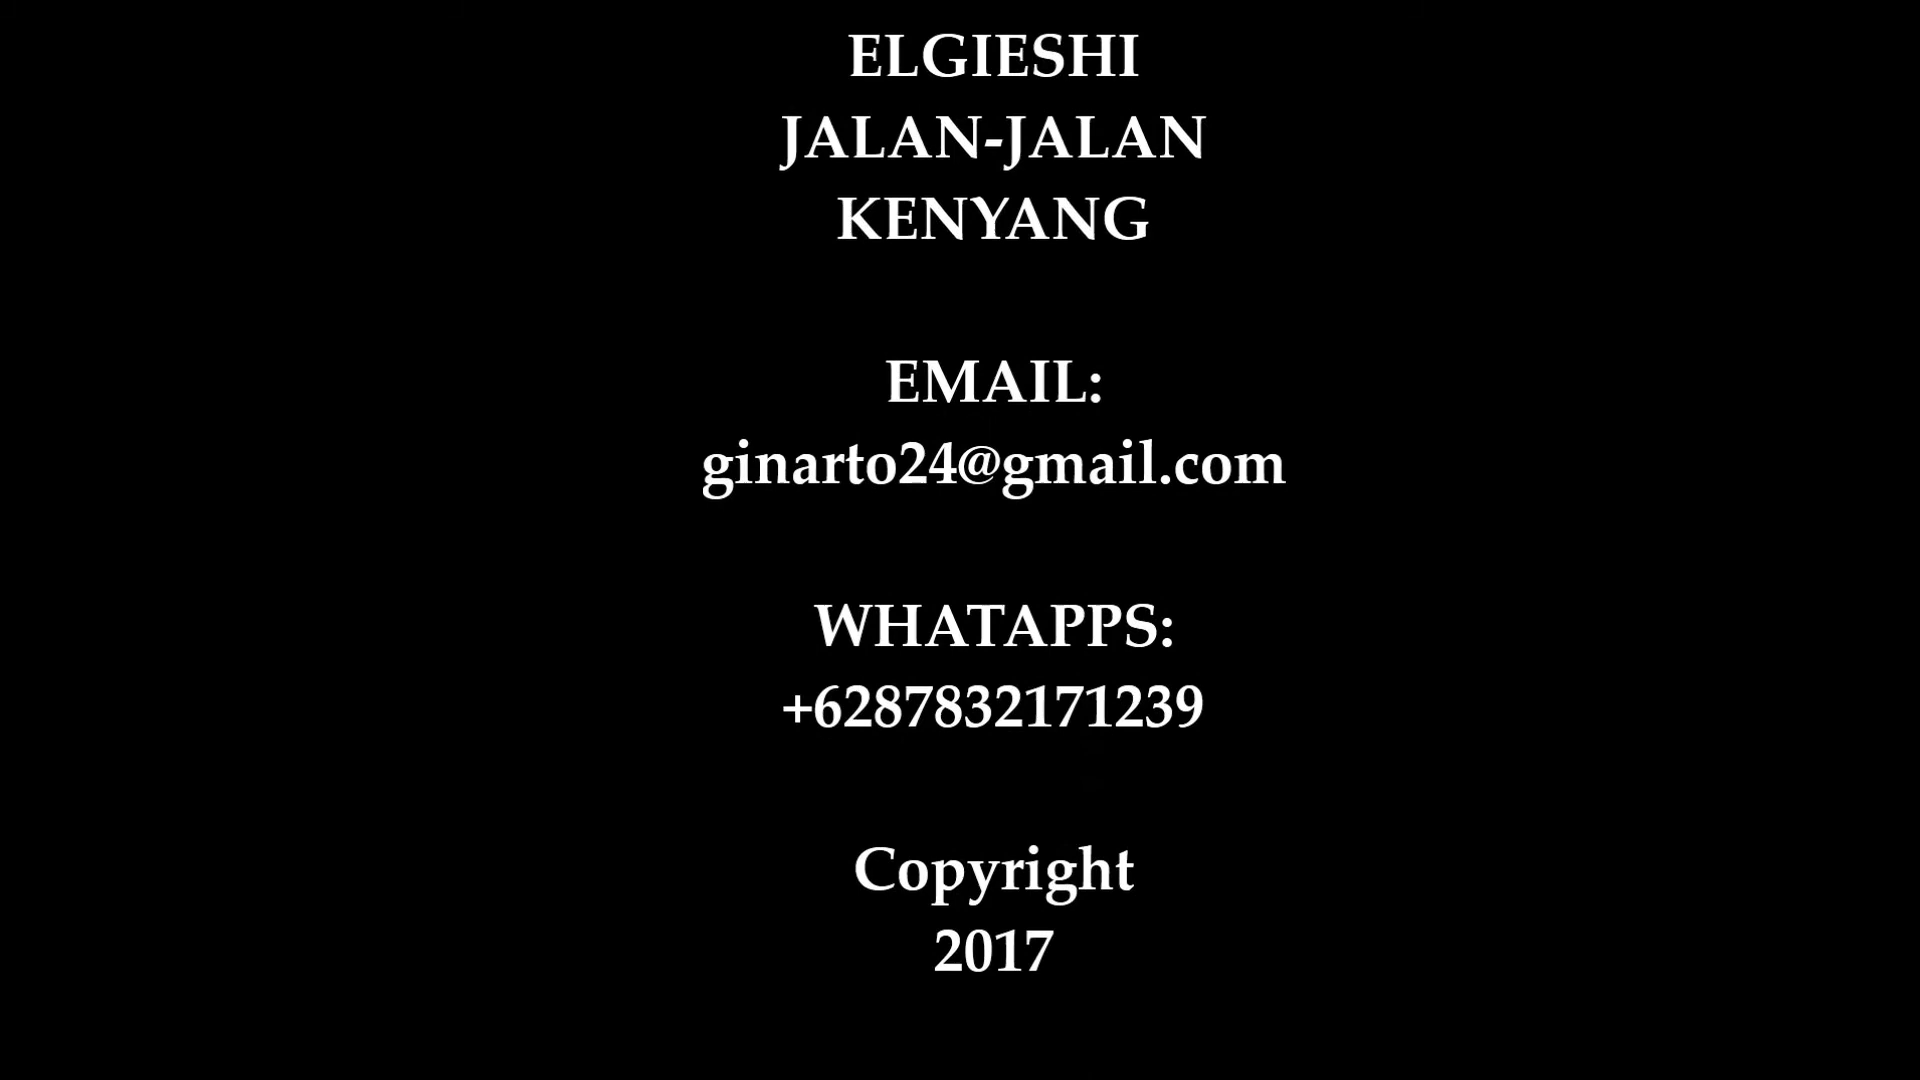 ELGIESHI
JALAN-JALAN
KENYANG
EMAIL:
ginarto24@gmail.com
WHATAPPS:
+6287832171239
Copyright
2017